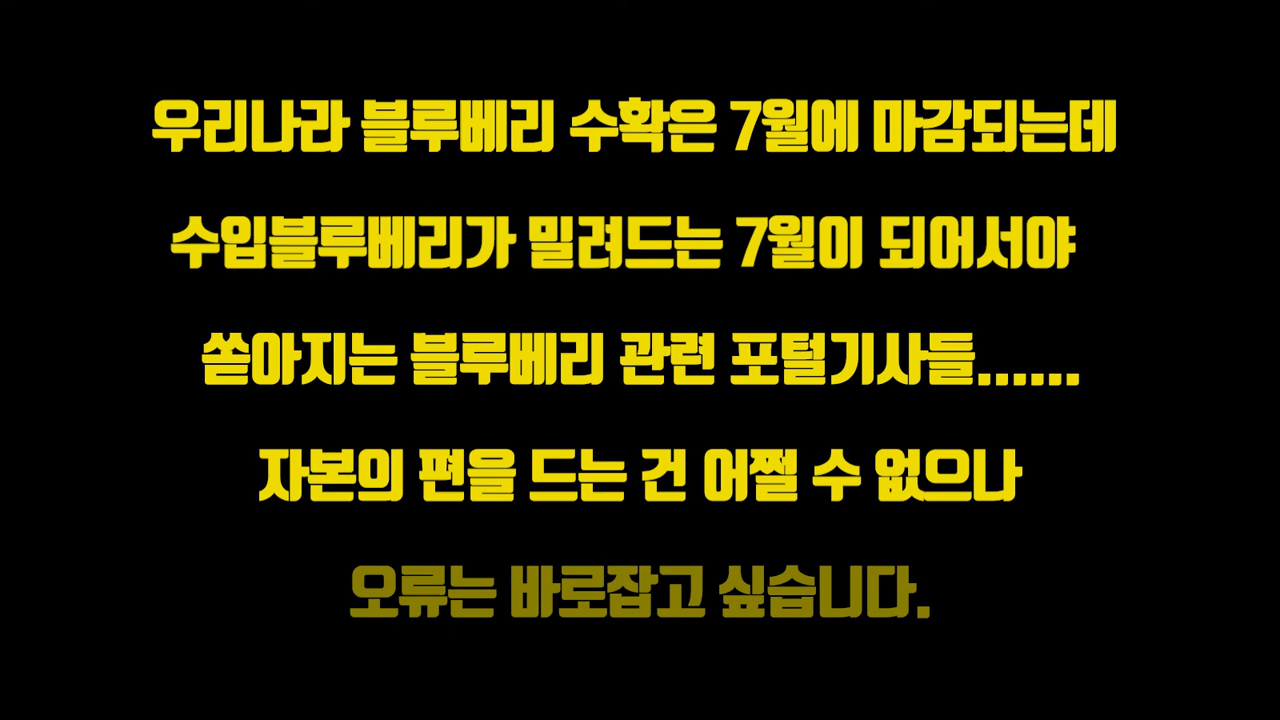 우리나라 블루베리 수확은 7월에 마감되는데
수입블루베리가 밀려드는 7월이 되어서야
쏟아지는 블루베리 관련 포털기사들......
자본의 편을 드는 건 어쩔 수 없으나
오류는 바로잡고 싶습니다.